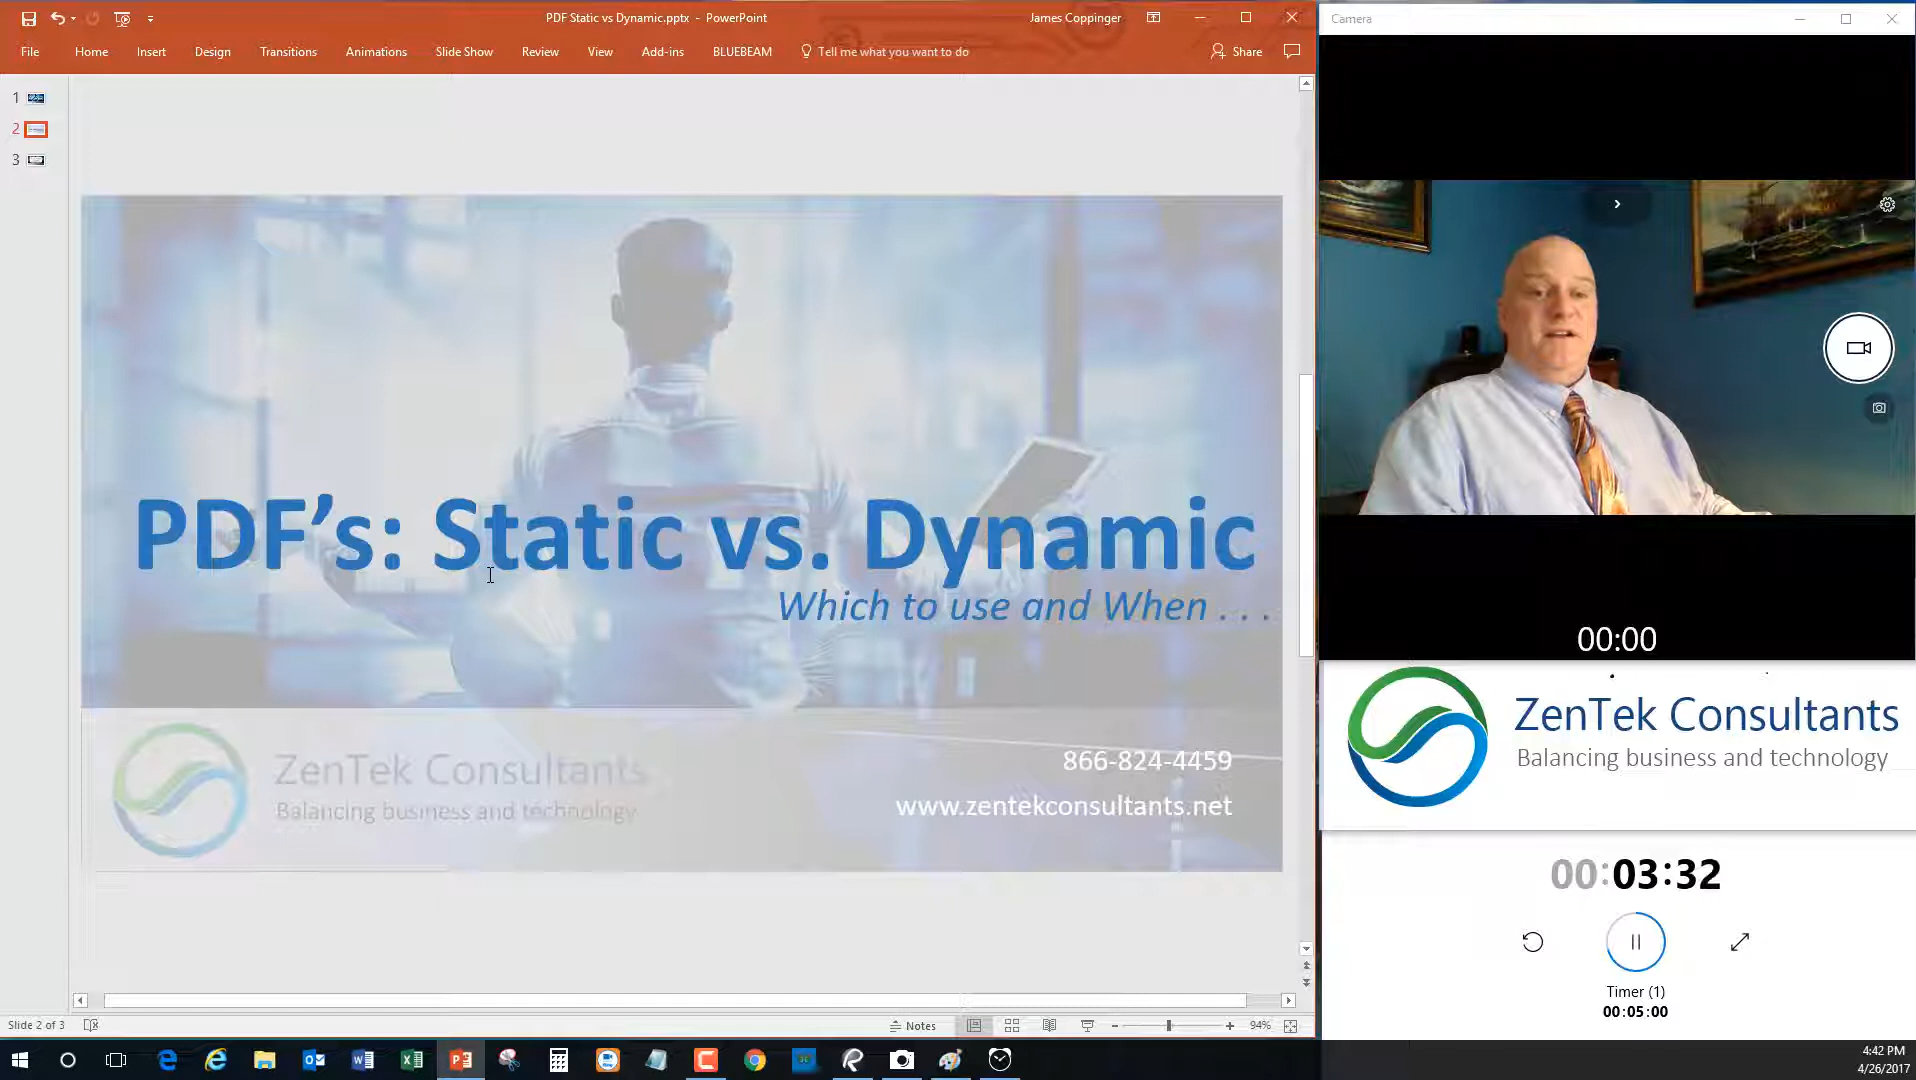 PDF Static vs Dynamic.pptx - PowerPoint
James Coppinger
File Home Insert Design Transitions Animations Slide Show Review View Add-ins BLUEBEAM Tell me what you want to do Share
1
2
3
PDF's: Static vs. Dynamic
Which to use and When . . .
ZenTek Consultants
Balancing business and technology
866-824-4459
www.zentekconsultants.net
Slide 2 of 3
Notes
94%
Camera
00:00
ZenTek Consultants
Balancing business and technology
00:03:32
Timer (1)
00:05:00
4:42 PM
4/26/2017